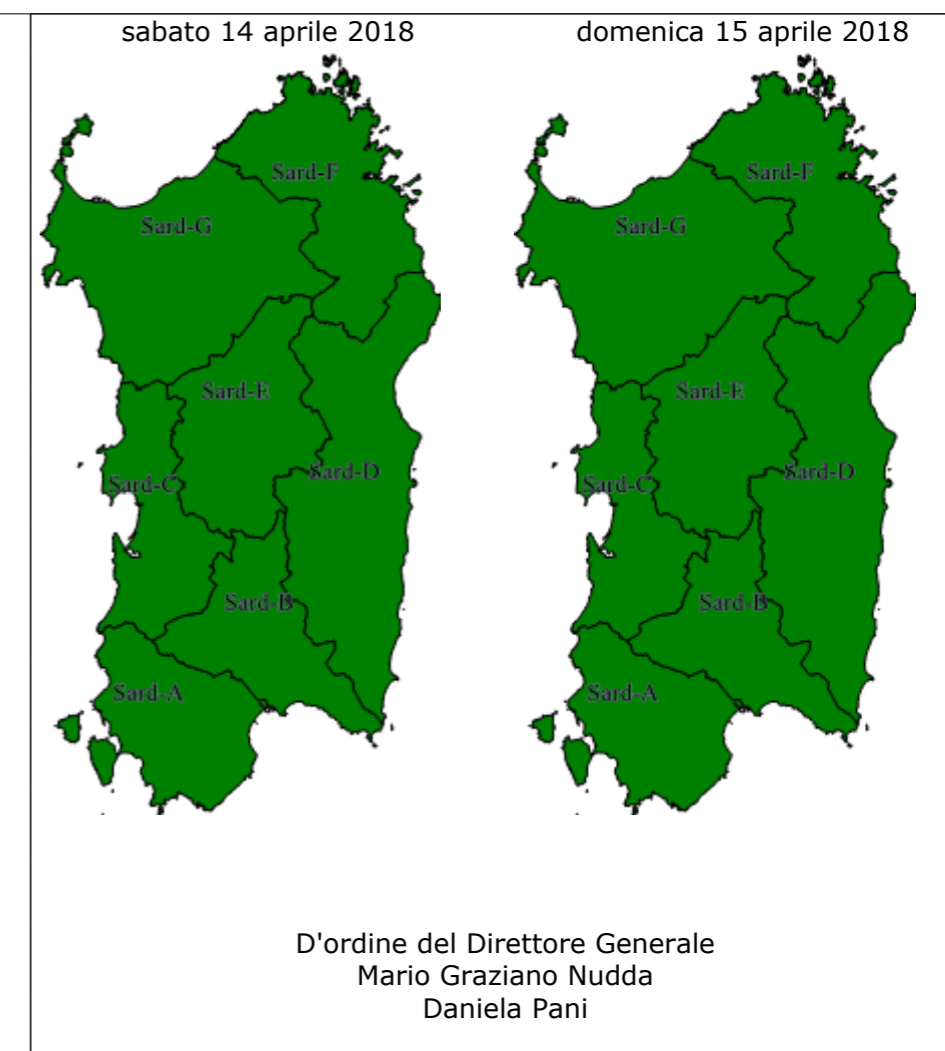 sabato 14 aprile 2018
domenica 15 aprile 2018
Sard-F
Sard-G
Sard-E
Sard-D
Sard-C
Sard-B
Sard-A
Sard-F
Sard-G
Sard-E
Sard-D
Sard-C
Sard-B
Sard-A
D'ordine del Direttore Generale
Mario Graziano Nudda
Daniela Pani